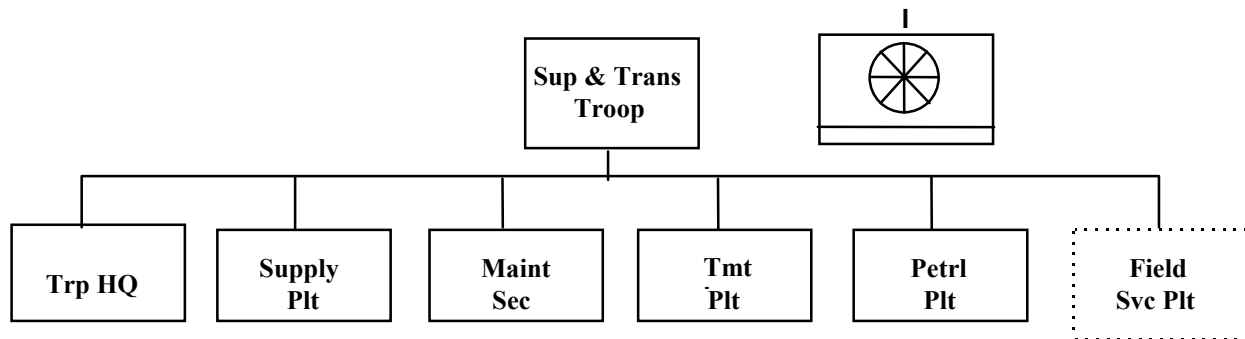 Sup & Trans
Troop
Trp HQ
Supply
Plt
Maint
Sec
Tmt
Plt
Petrl
Plt
Field
Svc Plt